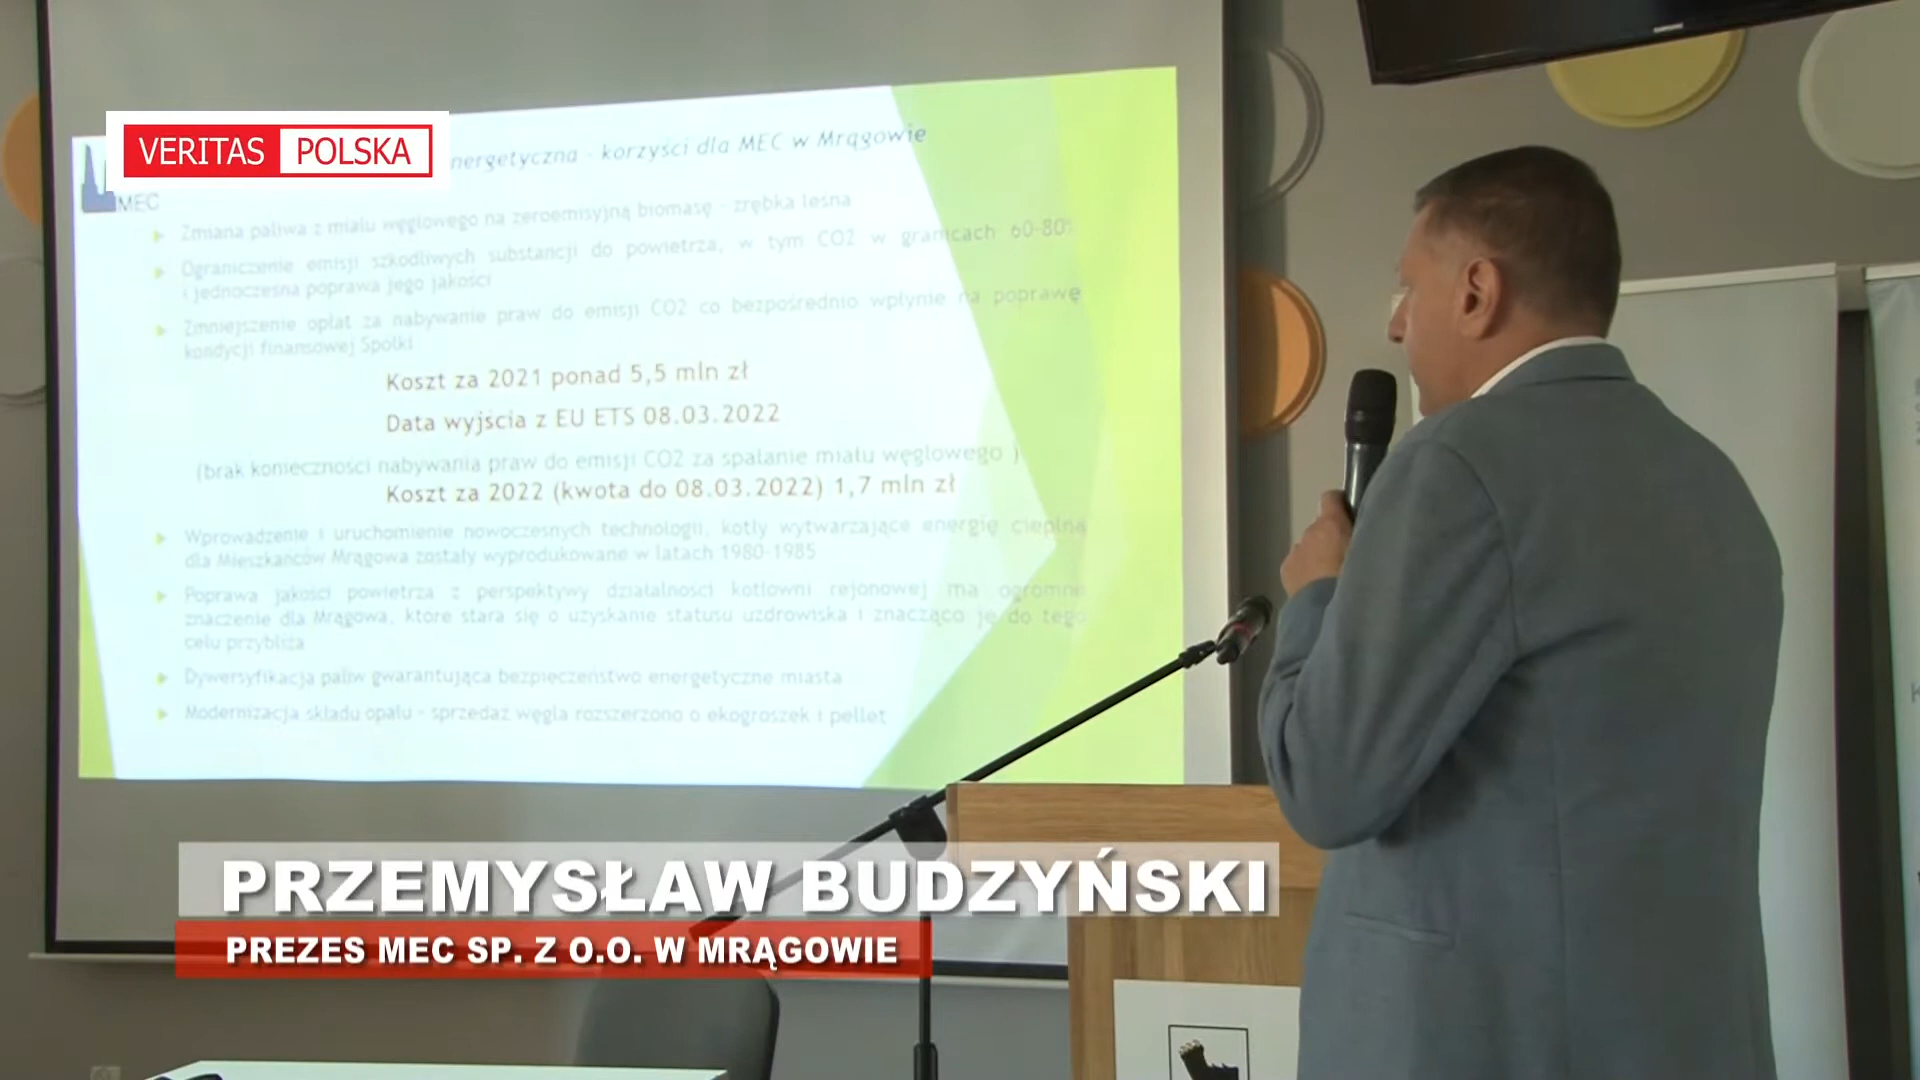 VERITAS POLSKA
nergetyczna - korzyści dla MEC w Mrągowie
MEC
Zmiana paliwa z miału węglowego na zeroemisyjną biomasę - zrębka leśna
Ograniczenie emisji szkodliwych substancji do powietrza, w tym CO2 w granicach 60-80%
i jednoczesna poprawa jego jakości
Zmniejszenie opłat za nabywanie praw do emisji CO2 co bezpośrednio wpłynie na poprawę
kondycji finansowej Spółki
Koszt za 2021 ponad 5,5 mln zł
Data wyjścia z EU ETS 08.03.2022
(brak konieczności nabywania praw do emisji CO2 za spalanie miału węglowego )
Koszt za 2022 (kwota do 08.03.2022) 1,7 mln zł
Wprowadzenie i uruchomienie nowoczesnych technologii, kotły wytwarzające energię cieplną
dla Mieszkańców Mrągowa zostały wyprodukowane w latach 1980-1985
Poprawa jakości powietrza z perspektywy działalności kotłowni rejonowej ma ogromne
znaczenie dla Mrągowa, które stara się o uzyskanie statusu uzdrowiska i znacząco je do tego
celu przybliża
Dywersyfikacja paliw gwarantująca bezpieczeństwo energetyczne miasta
Modernizacja składu opału - sprzedaż węgla rozszerzono o ekogroszek i pellet
PRZEMYSŁAW BUDZYŃSKI
PREZES MEC SP. Z O.O. W MRĄGOWIE